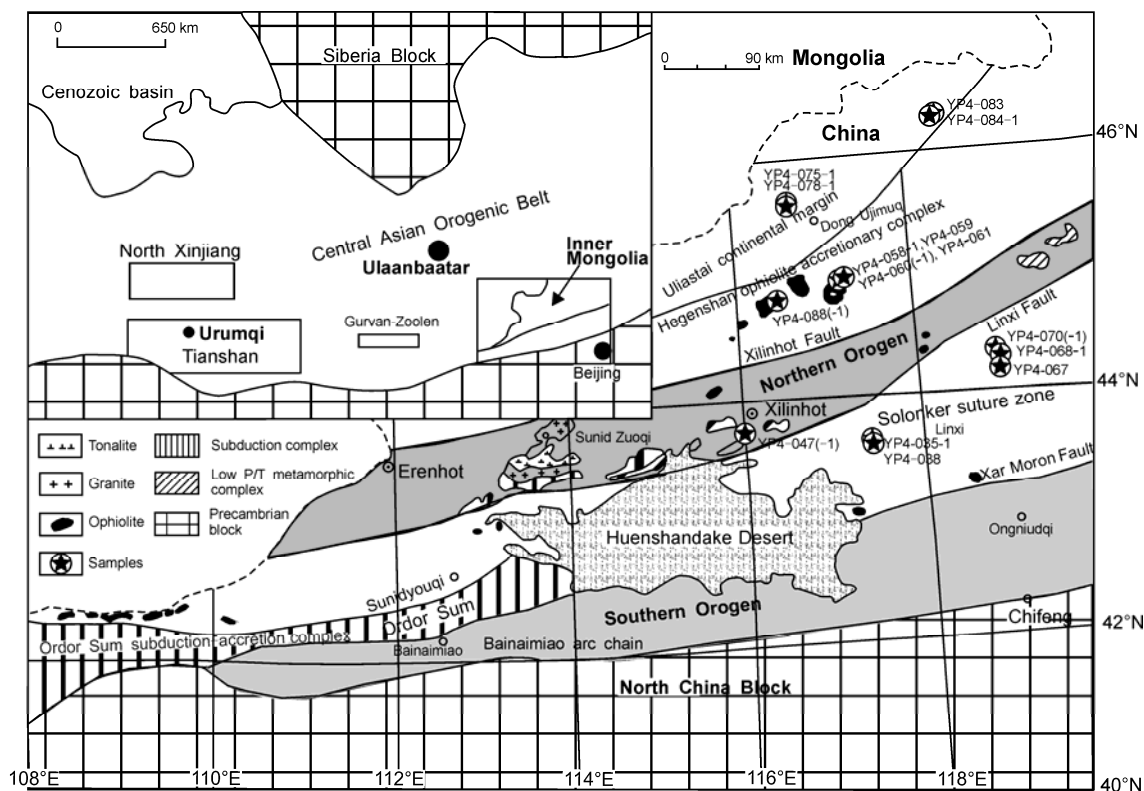 0 650 km
Siberia Block
Cenozoic basin
Central Asian Orogenic Belt
Ulaanbaatar
North Xinjiang
Inner
Mongolia
Urumqi
Tianshan
Gurvan-Zoolen
Beijing
0 90 km
Mongolia
China
YP4-083
YP4-084-1
46°N
YP4-075-1
YP4-078-1
Dong Ujimuq
Uliastai continental margin
Hegenshan ophiolite accretionary complex
YP4-058-1,YP4-059
YP4-060(-1), YP4-061
YP4-088(-1)
Xilinhot Fault
Northern Orogen
Linxi Fault
YP4-070(-1)
YP4-068-1
YP4-067
44°N
Xilinhot
Solonker suture zone
Linxi
YP4-047(-1)
YP4-035-1
YP4-038
Xar Moron Fault
Sunid Zuoqi
Erenhot
Tonalite
Subduction complex
Granite
Low P/T metamorphic
complex
Ophiolite
Precambrian
block
Samples
Huenshandake Desert
Ongniudqi
Sunidyouqi
Ordor Sum
Southern Orogen
Chifeng
42°N
Ordor Sum subduction-accretion complex
Bainaimiao
Bainaimiao arc chain
North China Block
108°E
110°E
112°E
114°E
116°E
118°E
40°N